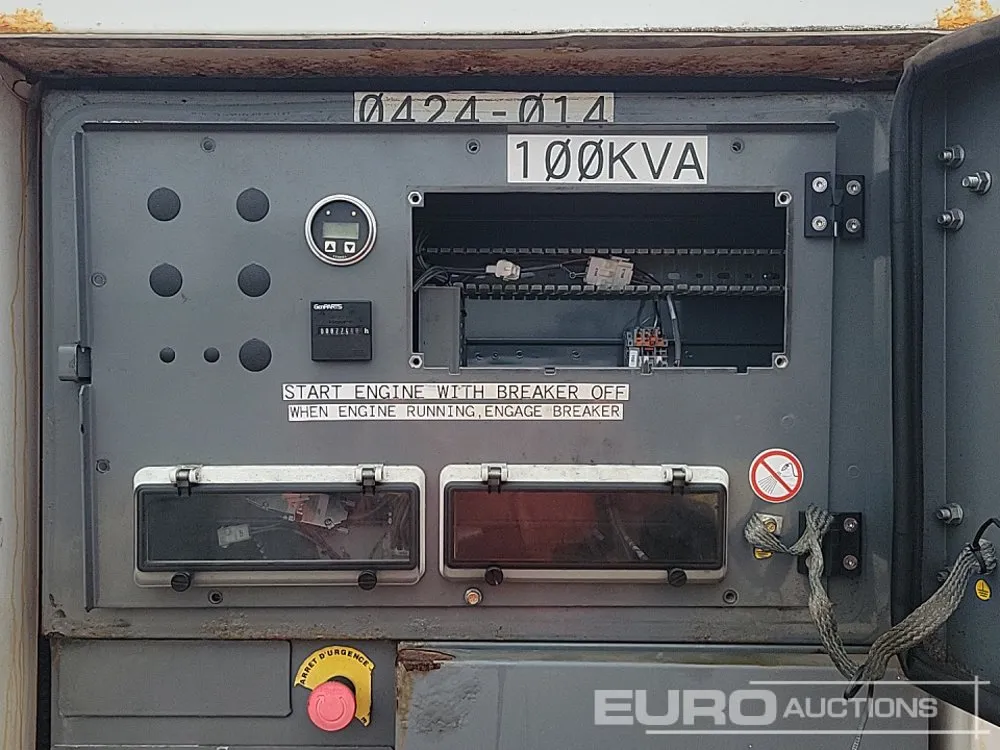 Ø424-Ø14
1ØØKVA
GenPARTS
h
START ENGINE WITH BREAKER OFF
WHEN ENGINE RUNNING,ENGAGE BREAKER
ARRET D'URGENCE
EURO AUCTIONS